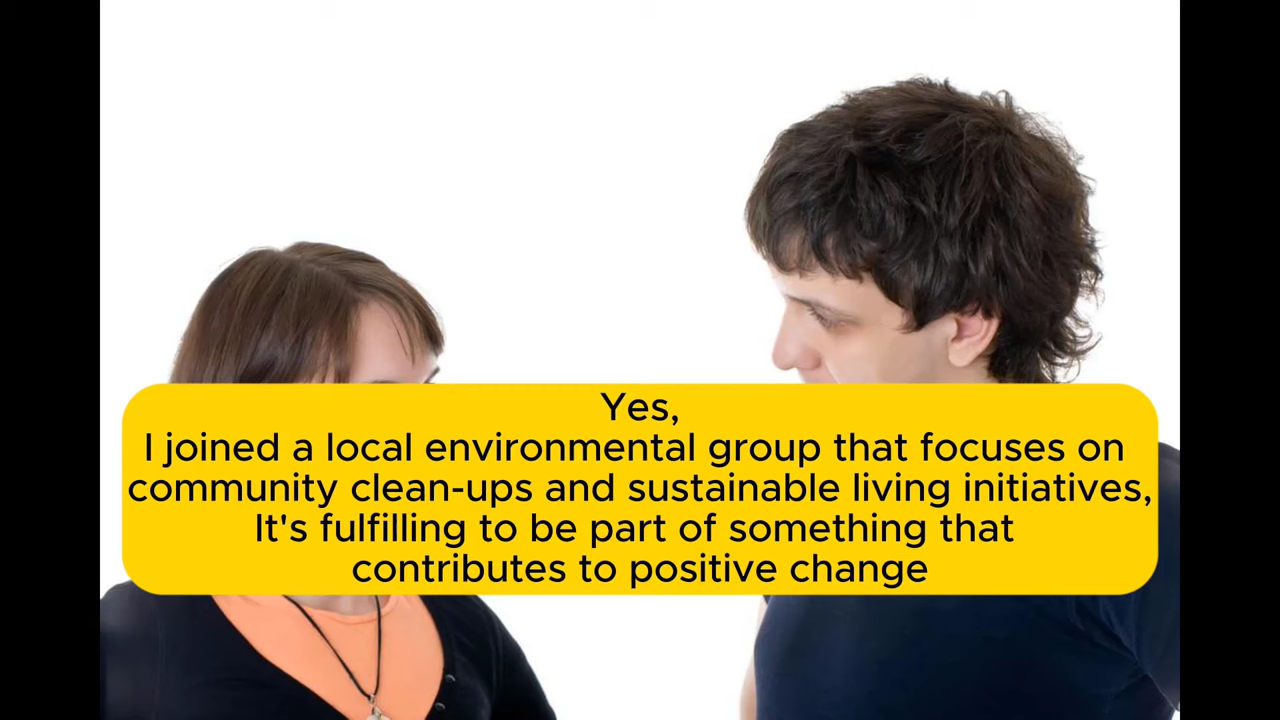 Yes,
I joined a local environmental group that focuses on
community clean-ups and sustainable living initiatives,
It's fulfilling to be part of something that
contributes to positive change